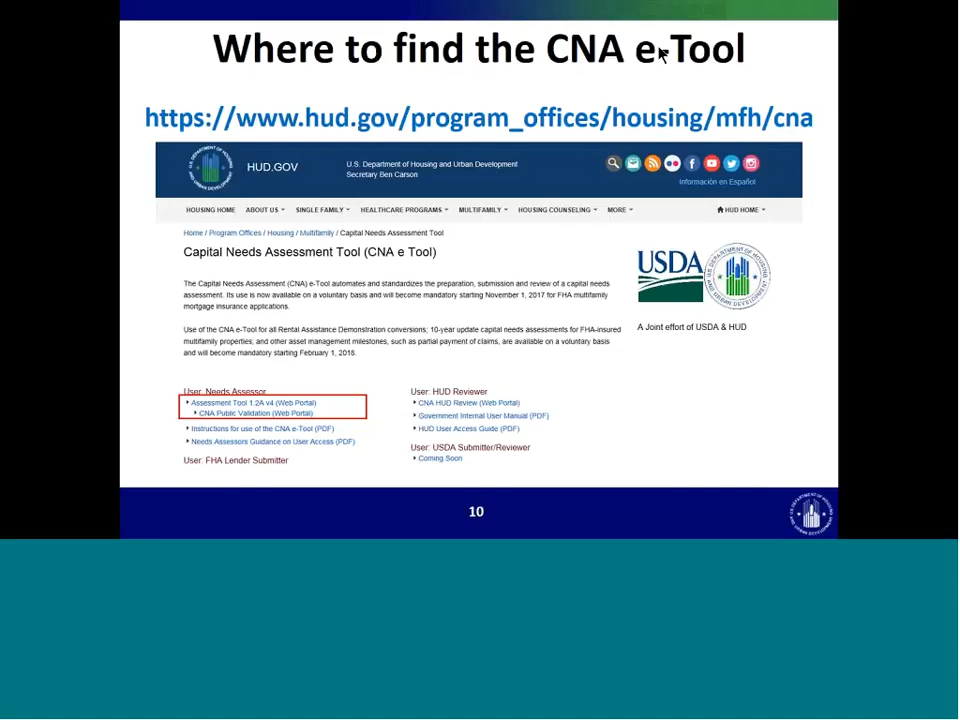 Where to find the CNA e-Tool
https://www.hud.gov/program_offices/housing/mfh/cna
HUD.GOV
U.S. Department of Housing and Urban Development
Secretary Ben Carson
Información en Español
HOUSING HOME ABOUT US SINGLE FAMILY HEALTHCARE PROGRAMS MULTIFAMILY HOUSING COUNSELING MORE HUD HOME
Home / Program Offices / Housing / Multifamily / Capital Needs Assessment Tool
Capital Needs Assessment Tool (CNA e Tool)
The Capital Needs Assessment (CNA) e-Tool automates and standardizes the preparation, submission and review of a capital needs
assessment. Its use is now available on a voluntary basis and will become mandatory starting November 1, 2017 for FHA multifamily
mortgage insurance applications.
Use of the CNA e-Tool for all Rental Assistance Demonstration conversions; 10-year update capital needs assessments for FHA-insured
multifamily properties; and other asset management milestones, such as partial payment of claims, are available on a voluntary basis
and will become mandatory starting February 1, 2018.
USDA
A Joint effort of USDA & HUD
User: Needs Assessor
Assessment Tool 1.2A v4 (Web Portal)
CNA Public Validation (Web Portal)
Instructions for use of the CNA e-Tool (PDF)
Needs Assessors Guidance on User Access (PDF)
User: FHA Lender Submitter
User: HUD Reviewer
CNA HUD Review (Web Portal)
Government Internal User Manual (PDF)
HUD User Access Guide (PDF)
User: USDA Submitter/Reviewer
Coming Soon
10